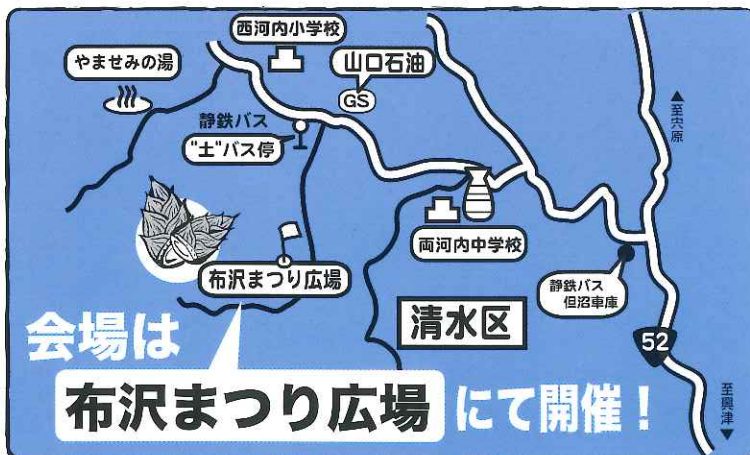 西河内小学校
やませみの湯
山口石油
GS
静鉄バス
"土"バス停
▲至宍原
両河内中学校
布沢まつり広場
静鉄バス
但沼車庫
清水区
52
会場は
布沢まつり広場にて開催！
至興津▼